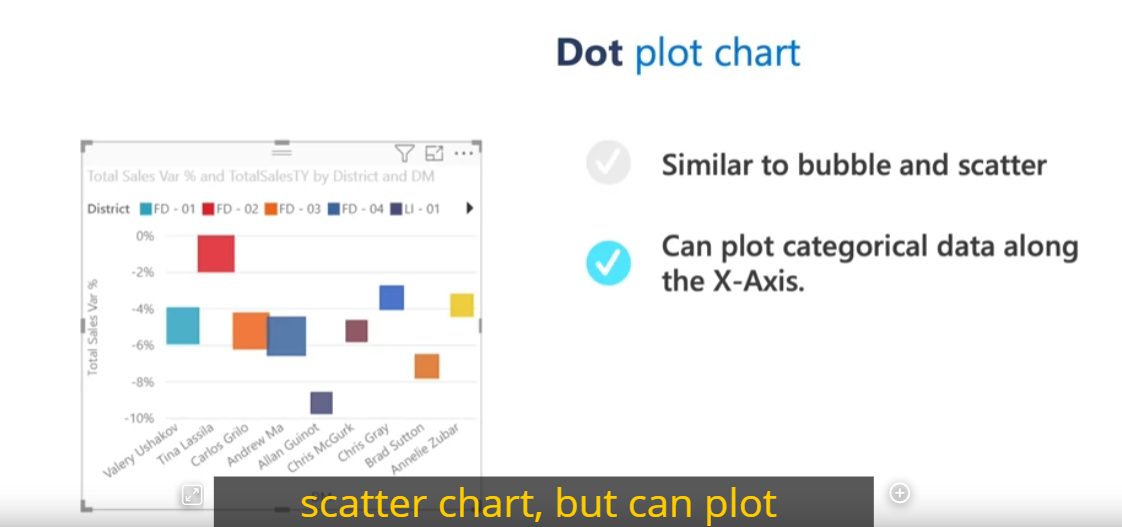 Dot plot chart
Similar to bubble and scatter
Can plot categorical data along
the X-Axis.
Total Sales Var % and TotalSalesTY by District and DM
District FD - 01 FD - 02 FD - 03 FD - 04 LI - 01
Total Sales Var %
0%
-2%
-4%
-6%
-8%
-10%
Valery Ushakov
Tina Lassila
Carlos Grilo
Andrew Ma
Allan Guinot
Chris McGurk
Chris Gray
Brad Sutton
Annelie Zubar
scatter chart, but can plot